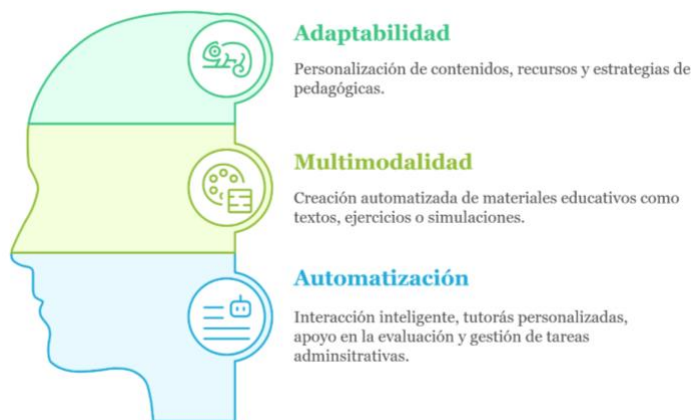 Adaptabilidad
Personalización de contenidos, recursos y estrategias de
pedagógicas.
Multimodalidad
Creación automatizada de materiales educativos como
textos, ejercicios o simulaciones.
Automatización
Interacción inteligente, tutorás personalizadas,
apoyo en la evaluación y gestión de tareas
adminsitrativas.